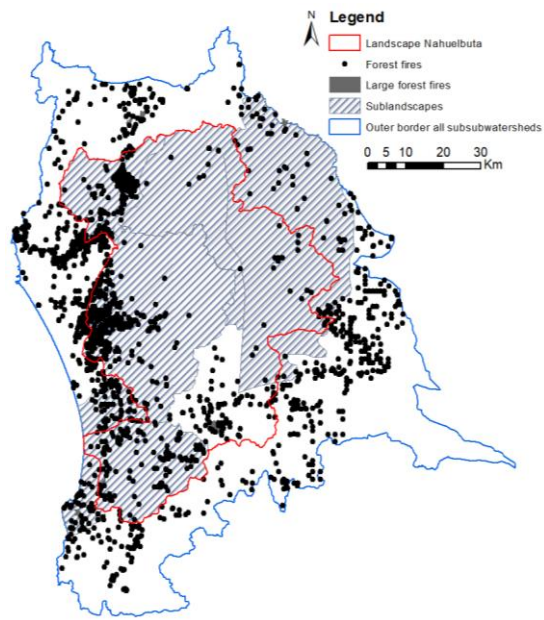 N
Legend
Landscape Nahuelbuta
Forest fires
Large forest fires
Sublandscapes
Outer border all subsubwatersheds
0 5 10 20 30
Km